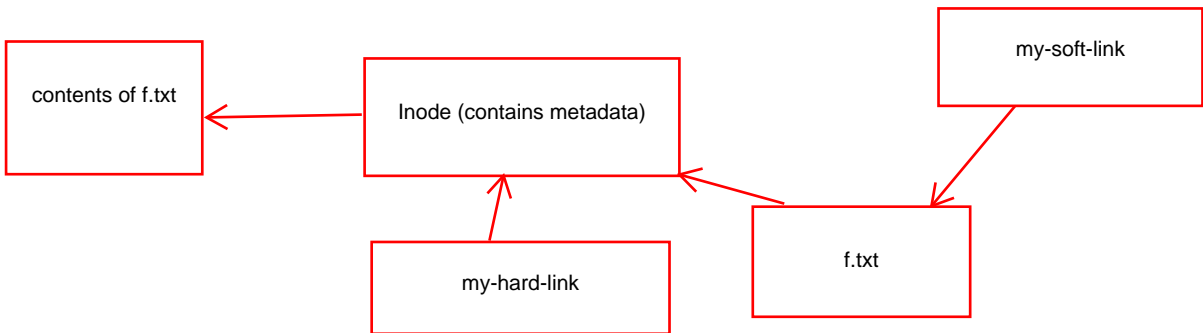 my-soft-link
contents of f.txt
Inode (contains metadata)
f.txt
my-hard-link